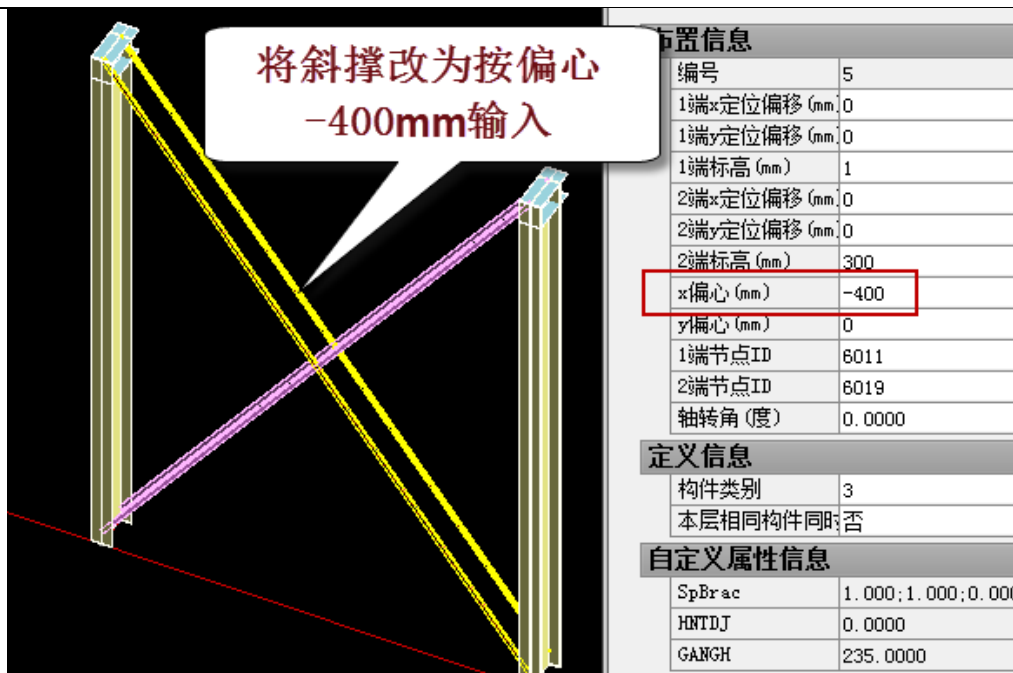 将斜撑改为按偏心
-400mm输入
布置信息
编号 5
1端x定位偏移(mm) 0
1端y定位偏移(mm) 0
1端标高(mm) 1
2端x定位偏移(mm) 0
2端y定位偏移(mm) 0
2端标高(mm) 300
x偏心(mm) -400
y偏心(mm) 0
1端节点ID 6011
2端节点ID 6019
轴转角(度) 0.0000
定义信息
构件类别 3
本层相同构件同时 否
自定义属性信息
SpBrac 1.000;1.000;0.000
HNTDJ 0.0000
GANGH 235.0000